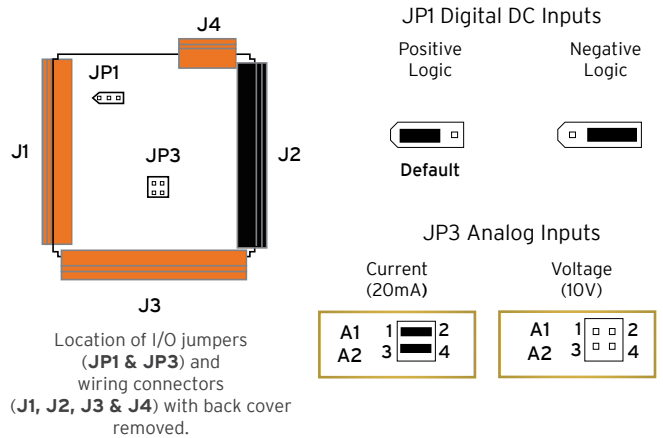 J4
JP1
J1
JP3
J2
J3
Location of I/O jumpers
(JP1 & JP3) and
wiring connectors
(J1, J2, J3 & J4) with back cover
removed.
JP1 Digital DC Inputs
Positive
Logic
Negative
Logic
Default
JP3 Analog Inputs
Current
(20mA)
Voltage
(10V)
A1 1 2
A2 3 4
A1 1 2
A2 3 4